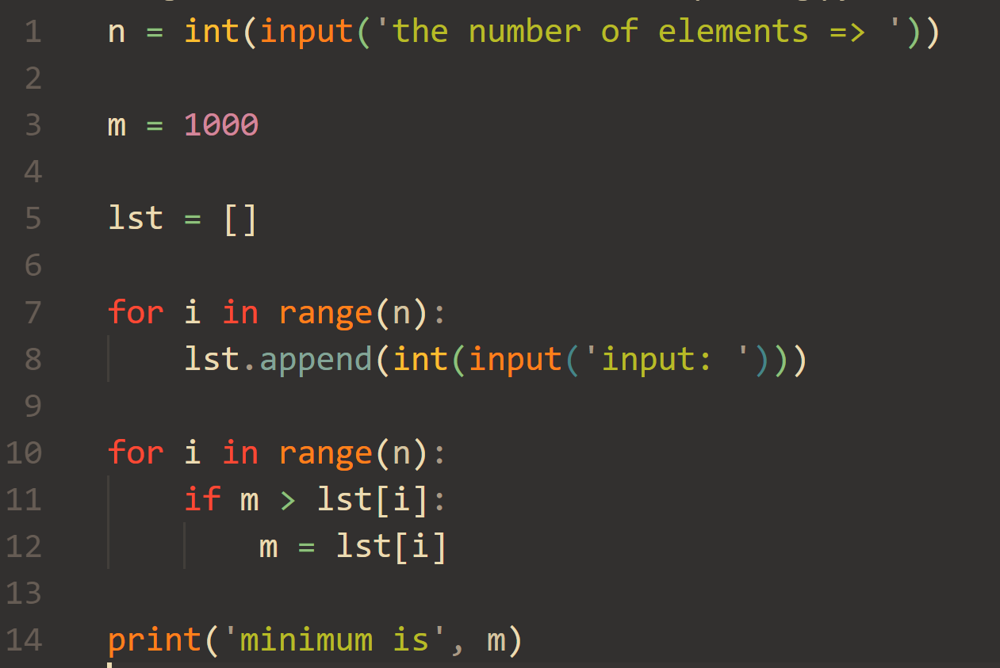 1 n = int(input('the number of elements => '))
2
3 m = 1000
4
5 lst = []
6
7 for i in range(n):
8     lst.append(int(input('input: ')))
9
10 for i in range(n):
11     if m > lst[i]:
12         m = lst[i]
13
14 print('minimum is', m)